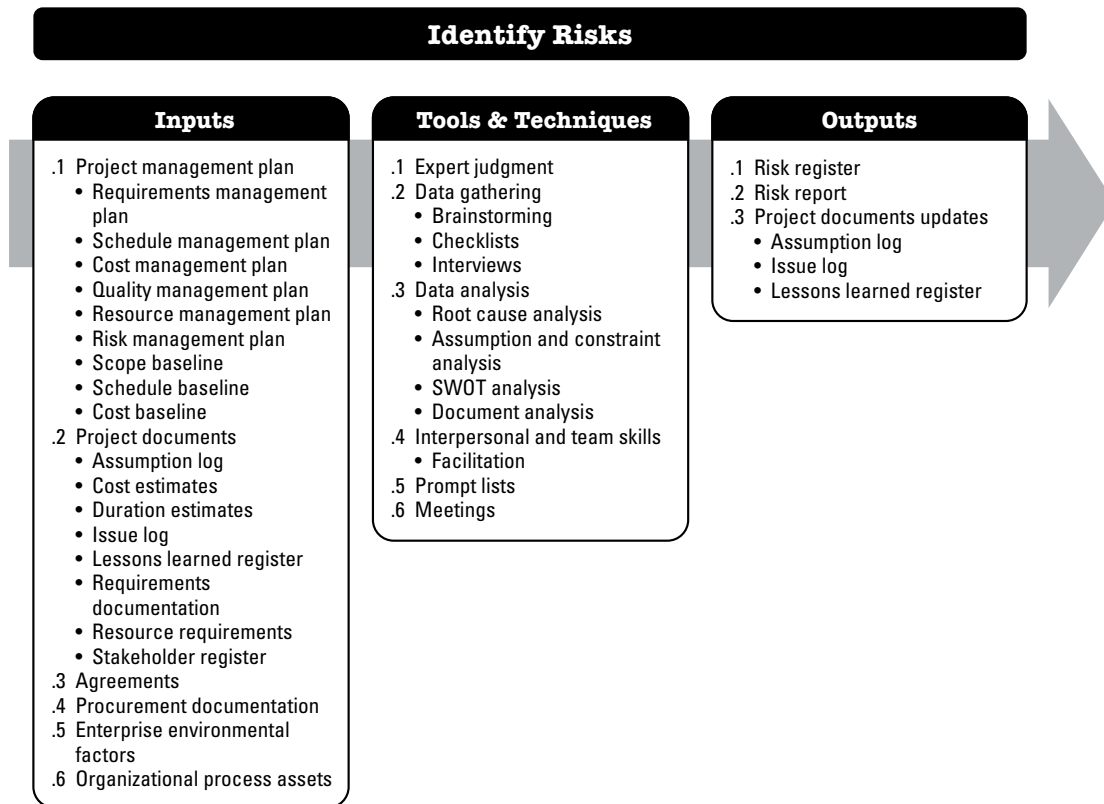 Identify Risks
Inputs
.1 Project management plan
• Requirements management
plan
• Schedule management plan
• Cost management plan
• Quality management plan
• Resource management plan
• Risk management plan
• Scope baseline
• Schedule baseline
• Cost baseline
.2 Project documents
• Assumption log
• Cost estimates
• Duration estimates
• Issue log
• Lessons learned register
• Requirements
documentation
• Resource requirements
• Stakeholder register
.3 Agreements
.4 Procurement documentation
.5 Enterprise environmental
factors
.6 Organizational process assets
Tools & Techniques
.1 Expert judgment
.2 Data gathering
• Brainstorming
• Checklists
• Interviews
.3 Data analysis
• Root cause analysis
• Assumption and constraint
analysis
• SWOT analysis
• Document analysis
.4 Interpersonal and team skills
• Facilitation
.5 Prompt lists
.6 Meetings
Outputs
.1 Risk register
.2 Risk report
.3 Project documents updates
• Assumption log
• Issue log
• Lessons learned register